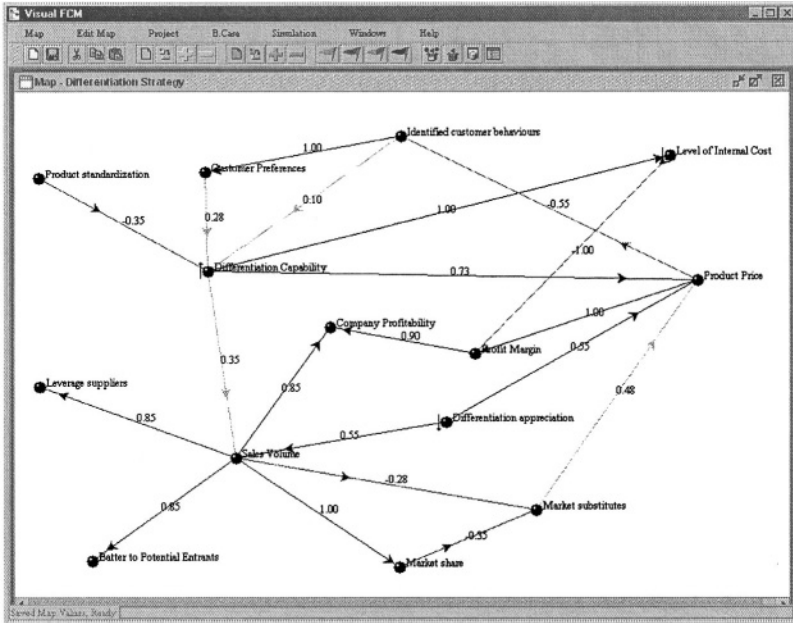 Visual FCM
Map Edit Map Project B.Case Simulation Windows Help
Map - Differentiation Strategy
Identified customer behaviours
Level of Internal Cost
1.00
Customer Preferences
Product standardization
0.10
-0.55
-0.35
0.28
1.00
-1.00
Differentiation Capability
0.73
Product Price
Company Profitability
1.00
0.90
Profit Margin
0.35
0.55
Leverage suppliers
0.85
0.48
0.85
Differentiation appreciation
0.55
Sales Volume
-0.28
Market substitutes
0.85
1.00
-0.35
Batter to Potential Entrants
Market share
Saved Map Values, Ready